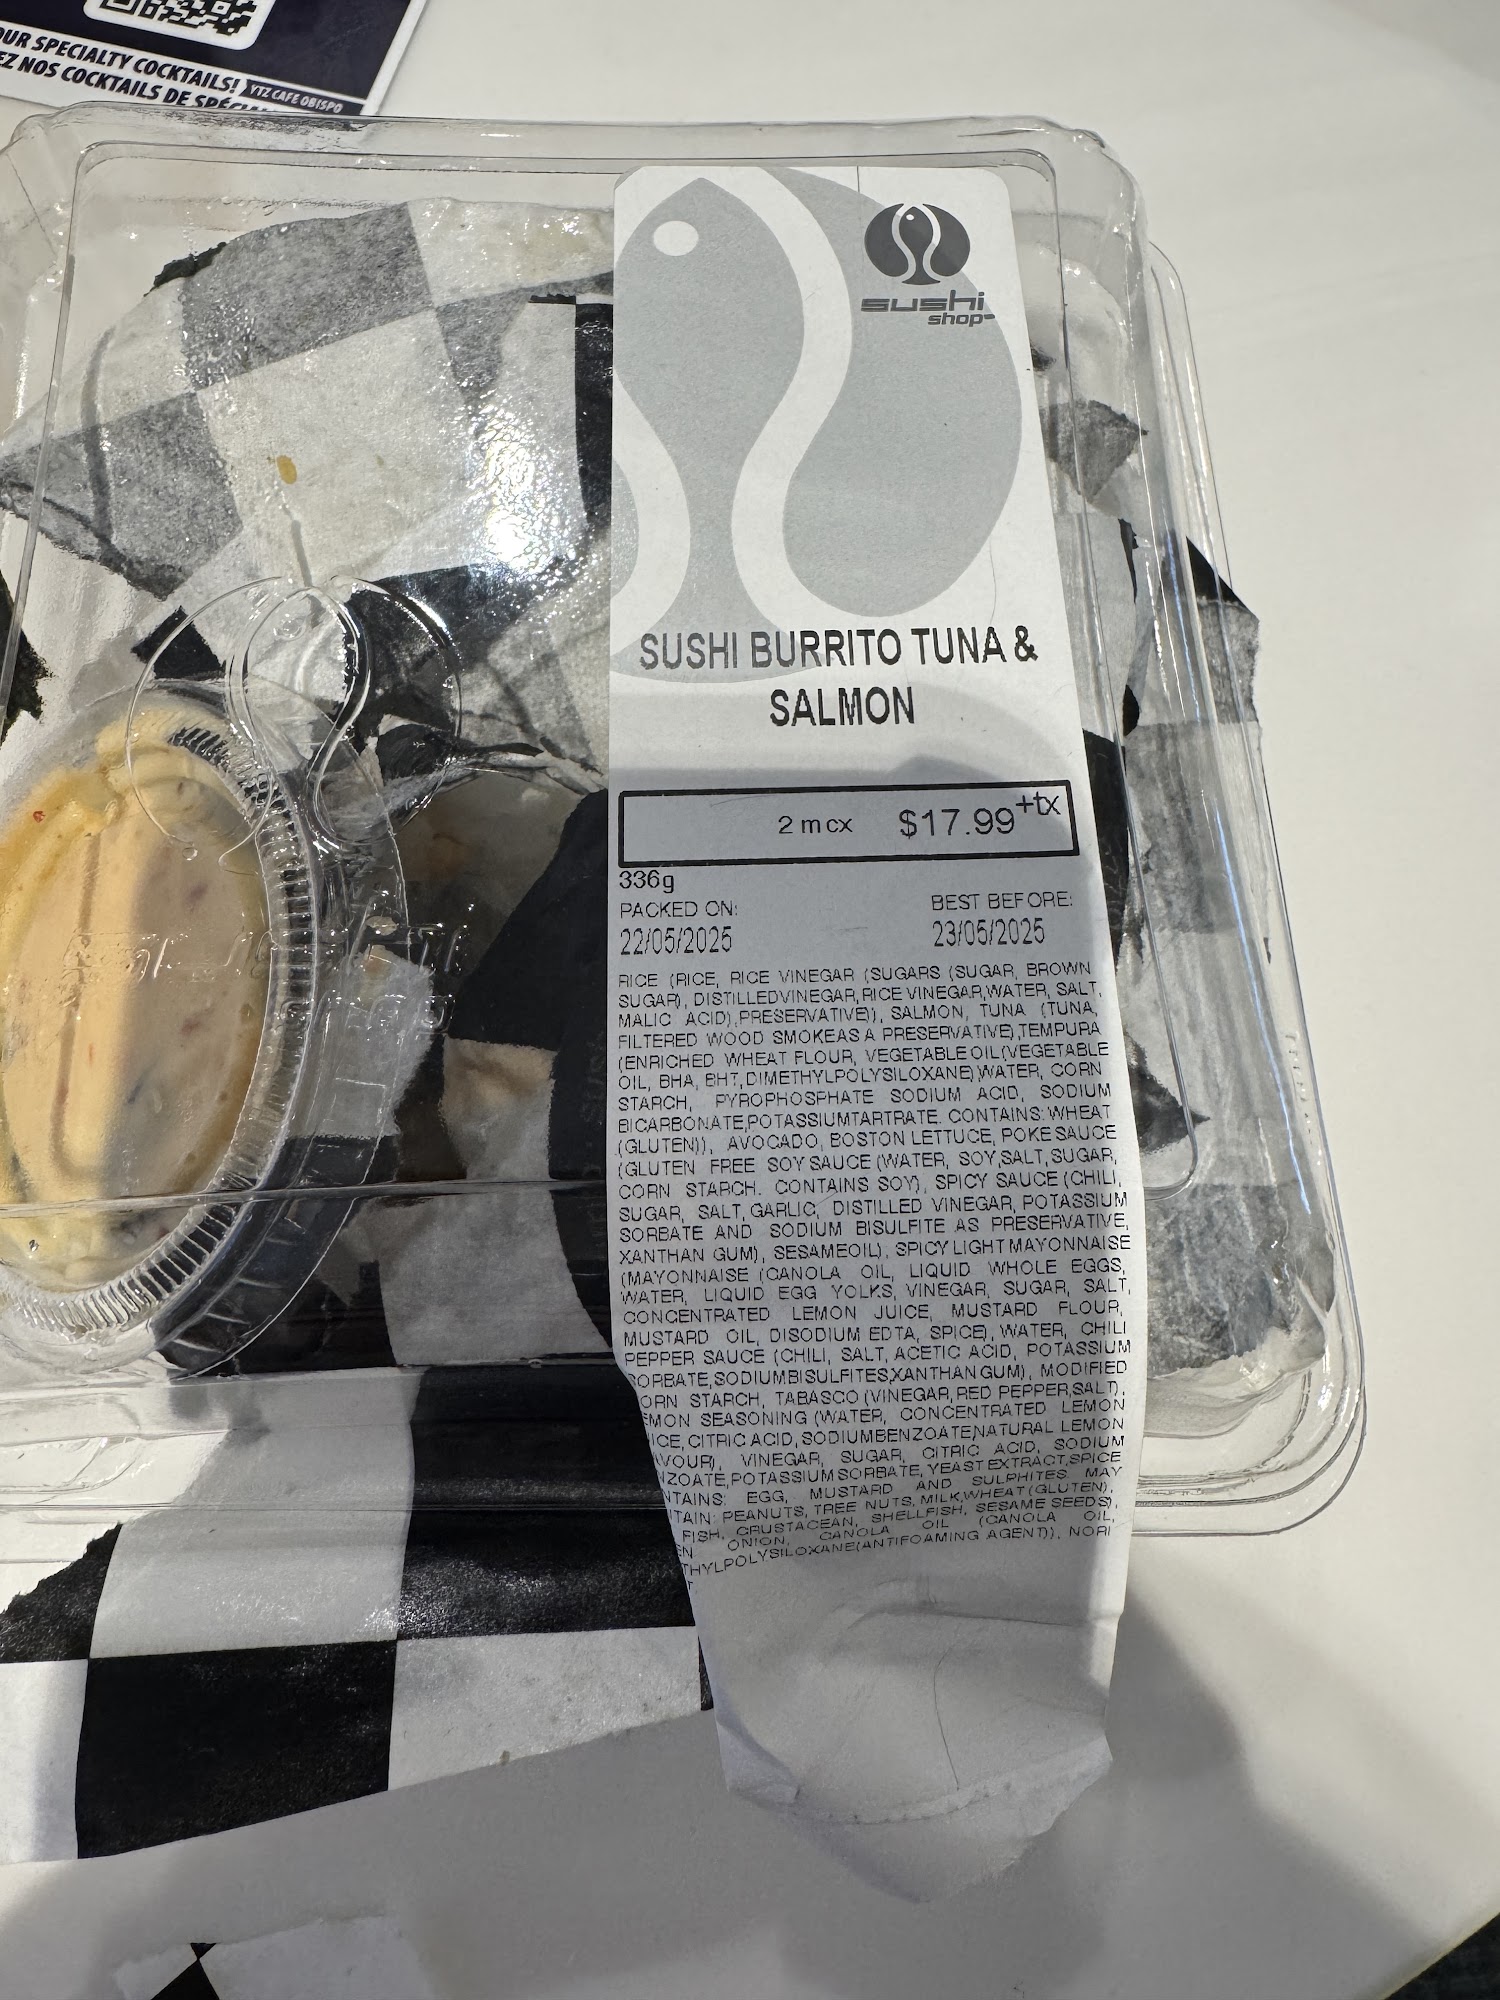 OUR SPECIALTY COCKTAILS!
EZ NOS COCKTAILS DE
YTZ CAFE OBISPO
sushi
shop
SUSHI BURRITO TUNA &
SALMON
2 mcx $17.99+tx
336g
PACKED ON: BEST BEFORE:
22/05/2025 23/05/2025
RICE (RICE, RICE VINEGAR (SUGARS (SUGAR, BROWN
SUGAR), DISTILLEDVINEGAR,RICE VINEGAR,WATER, SALT,
MALIC ACID),PRESERVATIVE)), SALMON, TUNA (TUNA,
FILTERED WOOD SMOKEAS A PRESERVATIVE),TEMPURA
(ENRICHED WHEAT FLOUR, VEGETABLE OIL(VEGETABLE
OIL, BHA, BHT,DIMETHYLPOLYSILOXANE),WATER, CORN
STARCH, PYROPHOSPHATE SODIUM ACID, SODIUM
BICARBONATE,POTASSIUMTARTRATE. CONTAINS: WHEAT
(GLUTEN)), AVOCADO, BOSTON LETTUCE, POKE SAUCE
(GLUTEN FREE SOY SAUCE (WATER, SOY,SALT,SUGAR,
CORN STARCH. CONTAINS SOY), SPICY SAUCE (CHILI,
SUGAR, SALT, GARLIC, DISTILLED VINEGAR, POTASSIUM
SORBATE AND SODIUM BISULFITE AS PRESERVATIVE,
XANTHAN GUM), SESAMEOIL), SPICY LIGHT MAYONNAISE
(MAYONNAISE (CANOLA OIL, LIQUID WHOLE EGGS,
WATER, LIQUID EGG YOLKS, VINEGAR, SUGAR, SALT,
CONCENTRATED LEMON JUICE, MUSTARD FLOUR,
MUSTARD OIL, DISODIUM EDTA, SPICE), WATER, CHILI
PEPPER SAUCE (CHILI, SALT, ACETIC ACID, POTASSIUM
SORBATE,SODIUMBISULFITES,XANTHAN GUM), MODIFIED
ORN STARCH, TABASCO (VINEGAR, RED PEPPER,SALT),
EMON SEASONING (WATER, CONCENTRATED LEMON
ICE, CITRIC ACID, SODIUMBENZOATE,NATURAL LEMON
AVOUR), VINEGAR, SUGAR, CITRIC ACID, SODIUM
NZOATE,POTASSIUMSORBATE, YEAST EXTRACT,SPICE
NTAINS: EGG, MUSTARD AND SULPHITES. MAY
TAIN: PEANUTS, TREE NUTS, MILK,WHEAT (GLUTEN),
FISH, CRUSTACEAN, SHELLFISH, SESAME SEEDS),
EN ONION, CANOLA OIL (CANOLA OIL,
THYLPOLYSILOXANE(ANTIFOAMING AGENT)), NORI
T